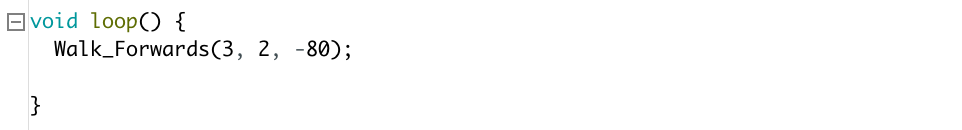 void loop() {
  Walk_Forwards(3, 2, -80);
}